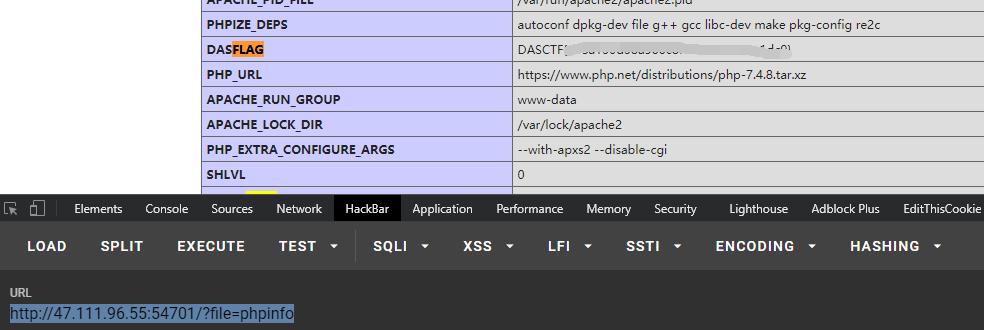 APACHE_PID_FILE /var/run/apache2/apache2.pid
PHPIZE_DEPS autoconf dpkg-dev file g++ gcc libc-dev make pkg-config re2c
DASFLAG DASCTF
PHP_URL https://www.php.net/distributions/php-7.4.8.tar.xz
APACHE_RUN_GROUP www-data
APACHE_LOCK_DIR /var/lock/apache2
PHP_EXTRA_CONFIGURE_ARGS --with-apxs2 --disable-cgi
SHLVL 0
Elements Console Sources Network HackBar Application Performance Memory Security Lighthouse Adblock Plus EditThisCookie
LOAD SPLIT EXECUTE TEST SQLI XSS LFI SSTI ENCODING HASHING
URL
http://47.111.96.55:54701/?file=phpinfo